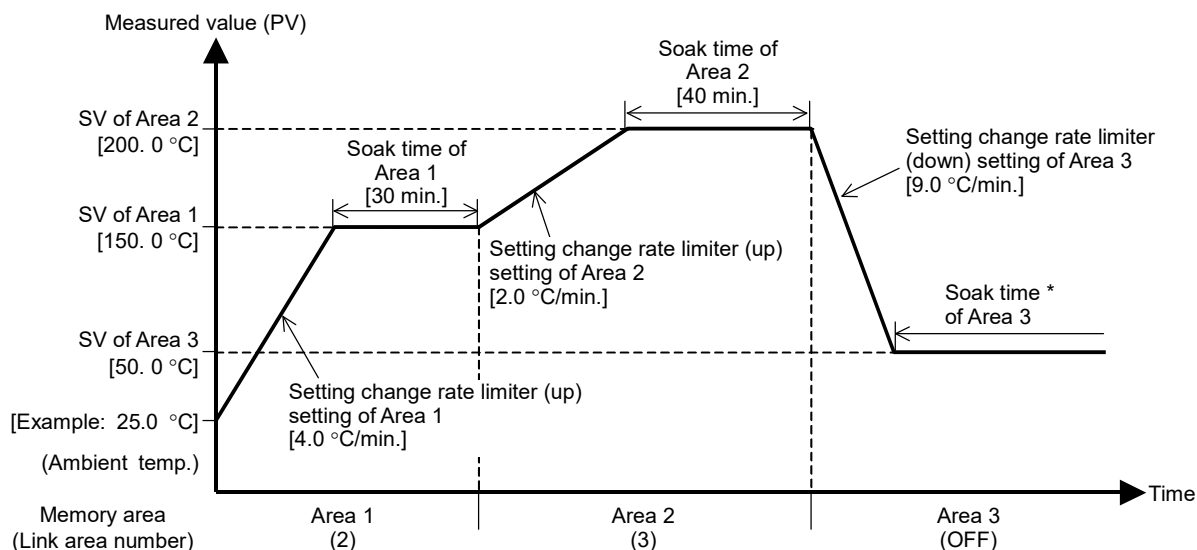 Measured value (PV)
Soak time of
Area 2
[40 min.]
SV of Area 2
[200. 0 °C]
Setting change rate limiter
(down) setting of Area 3
[9.0 °C/min.]
Soak time of
Area 1
[30 min.]
SV of Area 1
[150. 0 °C]
Setting change rate limiter (up)
setting of Area 2
[2.0 °C/min.]
Soak time *
of Area 3
SV of Area 3
[50. 0 °C]
Setting change rate limiter (up)
setting of Area 1
[4.0 °C/min.]
[Example: 25.0 °C]
(Ambient temp.)
Time
Memory area
(Link area number)
Area 1
(2)
Area 2
(3)
Area 3
(OFF)